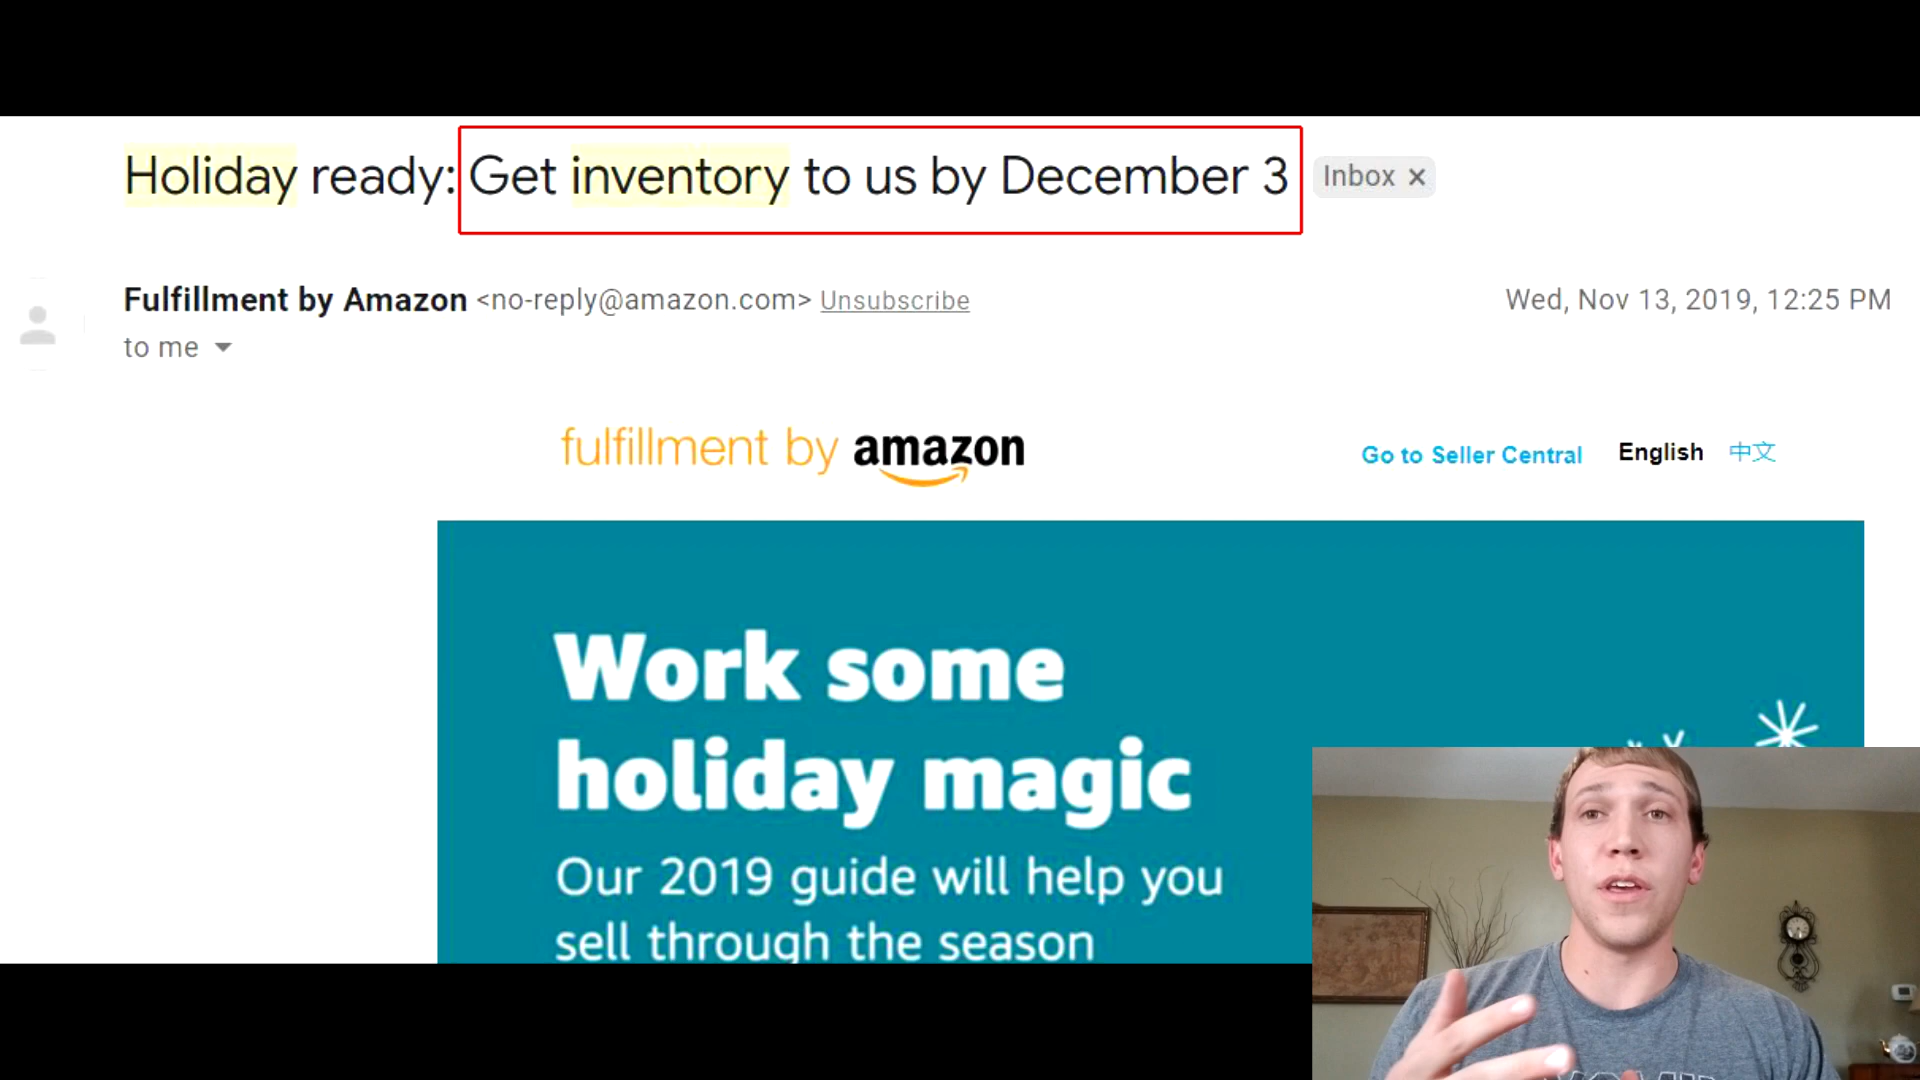 Holiday ready: Get inventory to us by December 3 Inbox ×
Fulfillment by Amazon <no-reply@amazon.com> Unsubscribe
Wed, Nov 13, 2019, 12:25 PM
to me
fulfillment by amazon
Go to Seller Central English 中文
Work some
holiday magic
Our 2019 guide will help you
sell through the season